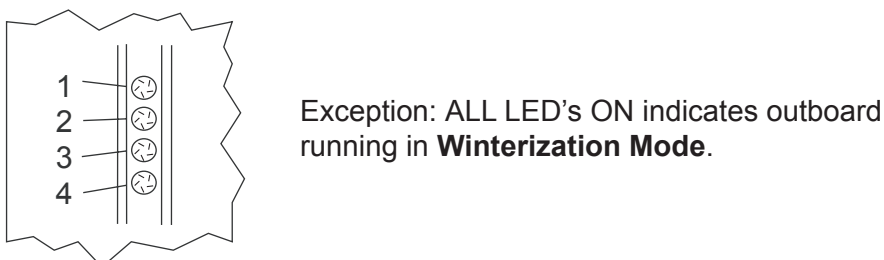 1
2
3
4
Exception: ALL LED's ON indicates outboard
running in Winterization Mode.